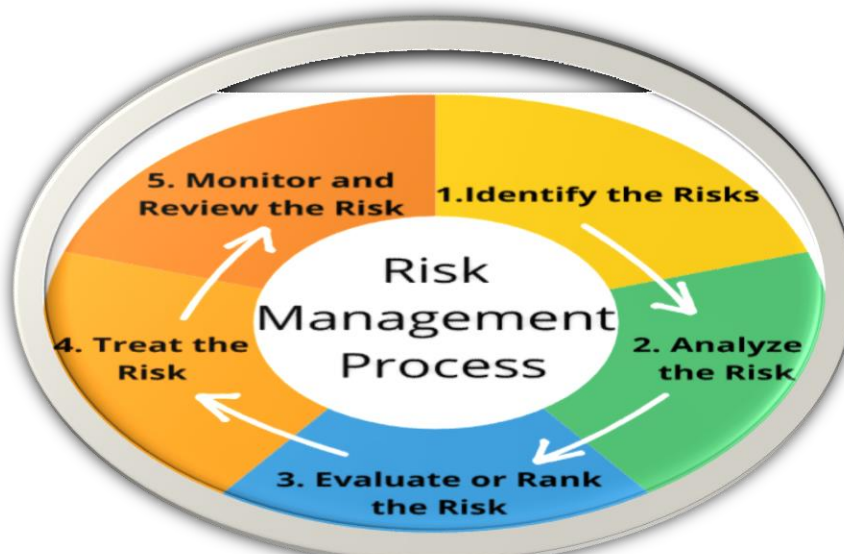 Risk
Management
Process
1.Identify the Risks
2. Analyze
the Risk
3. Evaluate or Rank
the Risk
4. Treat the
Risk
5. Monitor and
Review the Risk